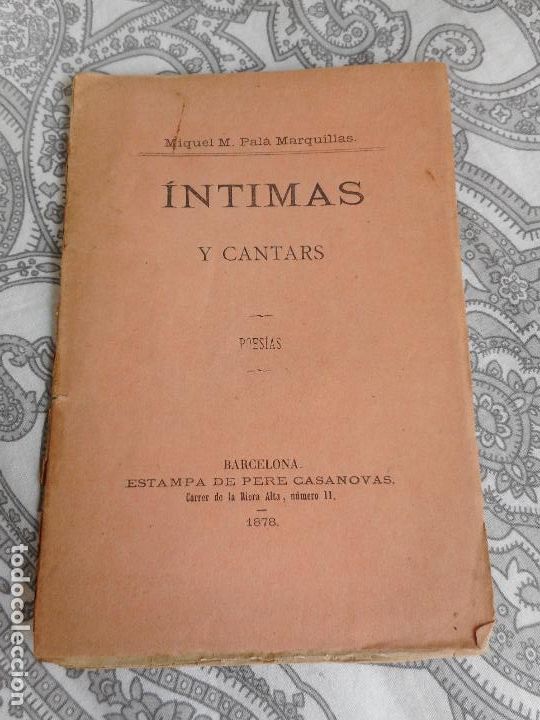 Miquel M. Palá Marquillas.
ÍNTIMAS
Y CANTARS
POESÍAS
BARCELONA.
ESTAMPA DE PERE CASANOVAS.
Carrer de la Riera Alta, número 11.
1878.
todocoleccion